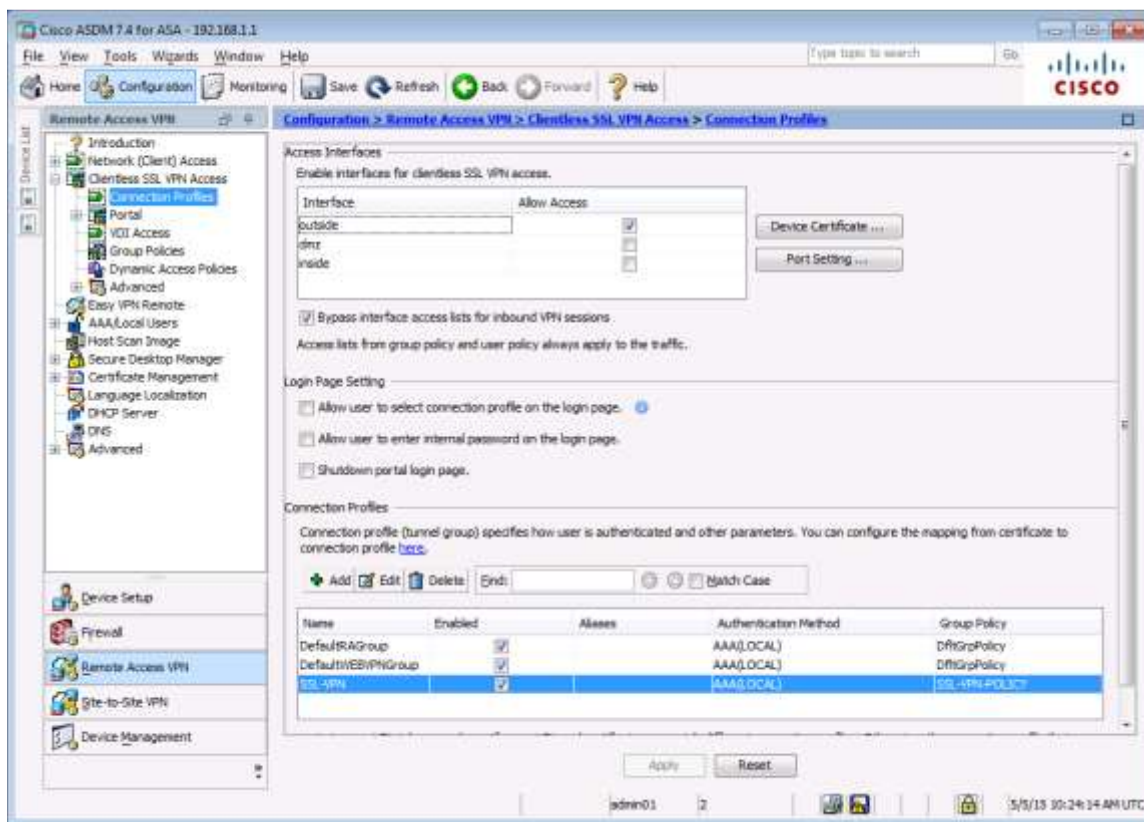 Cisco ASDM 7.4 for ASA - 192.168.1.1
File View Tools Wizards Window Help
Type topic to search Go
Home Configuration Monitoring Save Refresh Back Forward Help
CISCO
Device List
Remote Access VPN
Introduction
Network (Client) Access
Clientless SSL VPN Access
Connection Profiles
Portal
VDI Access
Group Policies
Dynamic Access Policies
Advanced
Easy VPN Remote
AAA/Local Users
Host Scan Image
Secure Desktop Manager
Certificate Management
Language Localization
DHCP Server
DNS
Advanced
Device Setup
Firewall
Remote Access VPN
Site-to-Site VPN
Device Management
Configuration > Remote Access VPN > Clientless SSL VPN Access > Connection Profiles
Access Interfaces
Enable interfaces for clientless SSL VPN access.
Interface Allow Access
outside
dmz
inside
Device Certificate ...
Port Setting ...
Bypass interface access lists for inbound VPN sessions
Access lists from group policy and user policy always apply to the traffic.
Login Page Setting
Allow user to select connection profile on the login page.
Allow user to enter internal password on the login page.
Shutdown portal login page.
Connection Profiles
Connection profile (tunnel group) specifies how user is authenticated and other parameters. You can configure the mapping from certificate to
connection profile here.
Add Edit Delete Find: Match Case
Name Enabled Aliases Authentication Method Group Policy
DefaultRAGroup AAA(LOCAL) DfltGrpPolicy
DefaultWEBVPNGroup AAA(LOCAL) DfltGrpPolicy
SSL-VPN AAA(LOCAL) SSL-VPN-POLICY
Apply Reset
admin01 2 5/5/15 10:24:14 AM UTC